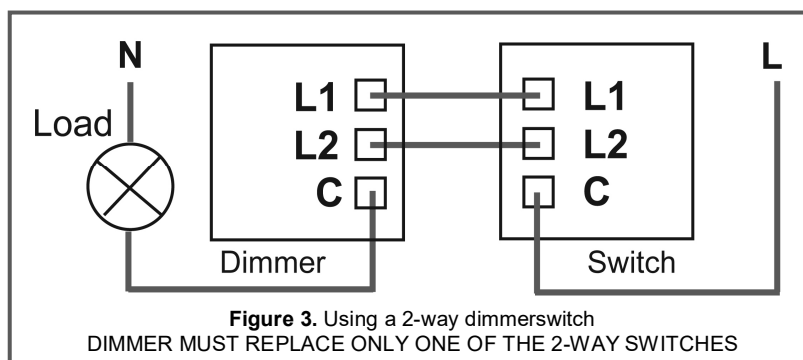 N
L
Load
L1
L1
L2
L2
C
C
Dimmer
Switch
Figure 3. Using a 2-way dimmerswitch
DIMMER MUST REPLACE ONLY ONE OF THE 2-WAY SWITCHES